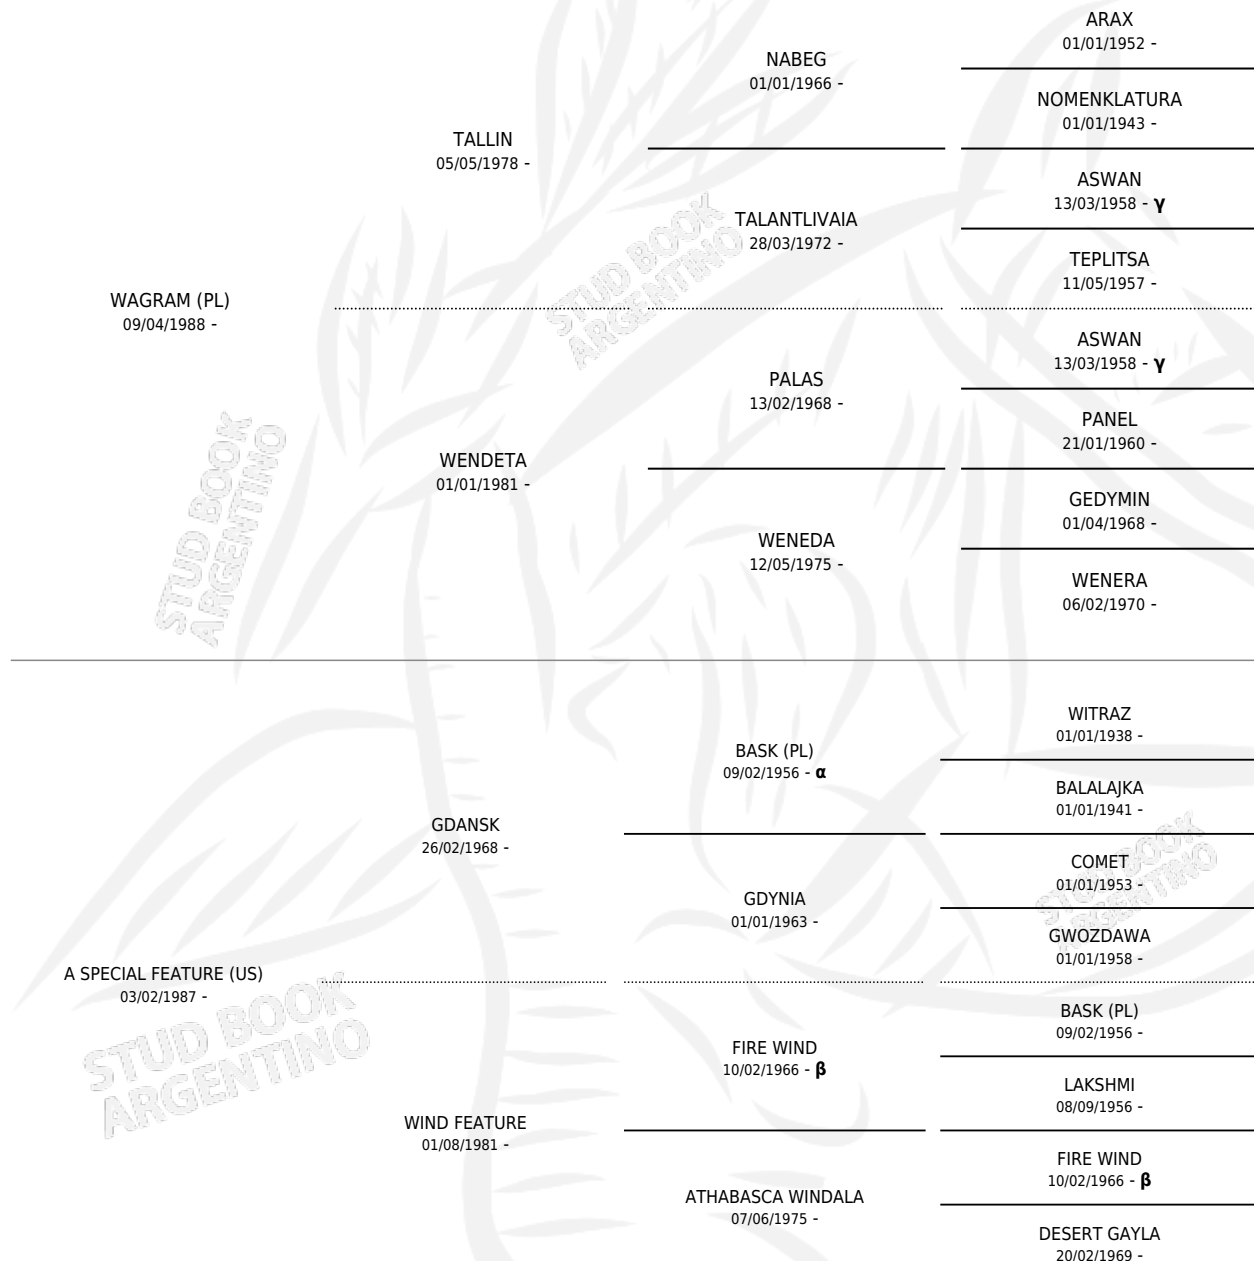 ARAX
01/01/1952 -
NABEG
01/01/1966 -
NOMENKLATURA
01/01/1943 -
TALLIN
05/05/1978 -
ASWAN
13/03/1958 - γ
TALANTLIVAIA
28/03/1972 -
TEPLITSA
11/05/1957 -
WAGRAM (PL)
09/04/1988 -
ASWAN
13/03/1958 - γ
PALAS
13/02/1968 -
PANEL
21/01/1960 -
WENDETA
01/01/1981 -
GEDYMIN
01/04/1968 -
WENEDA
12/05/1975 -
WENERA
06/02/1970 -
WITRAZ
01/01/1938 -
BASK (PL)
09/02/1956 - α
BALALAJKA
01/01/1941 -
GDANSK
26/02/1968 -
COMET
01/01/1953 -
GDYNIA
01/01/1963 -
GWOZDAWA
01/01/1958 -
A SPECIAL FEATURE (US)
03/02/1987 -
BASK (PL)
09/02/1956 -
FIRE WIND
10/02/1966 - β
LAKSHMI
08/09/1956 -
WIND FEATURE
01/08/1981 -
FIRE WIND
10/02/1966 - β
ATHABASCA WINDALA
07/06/1975 -
DESERT GAYLA
20/02/1969 -
STUD BOOK
ARGENTINO
STUD BOOK
ARGENTINO
STUD BOOK
ARGENTINO
STUD BOOK
ARGENTINO